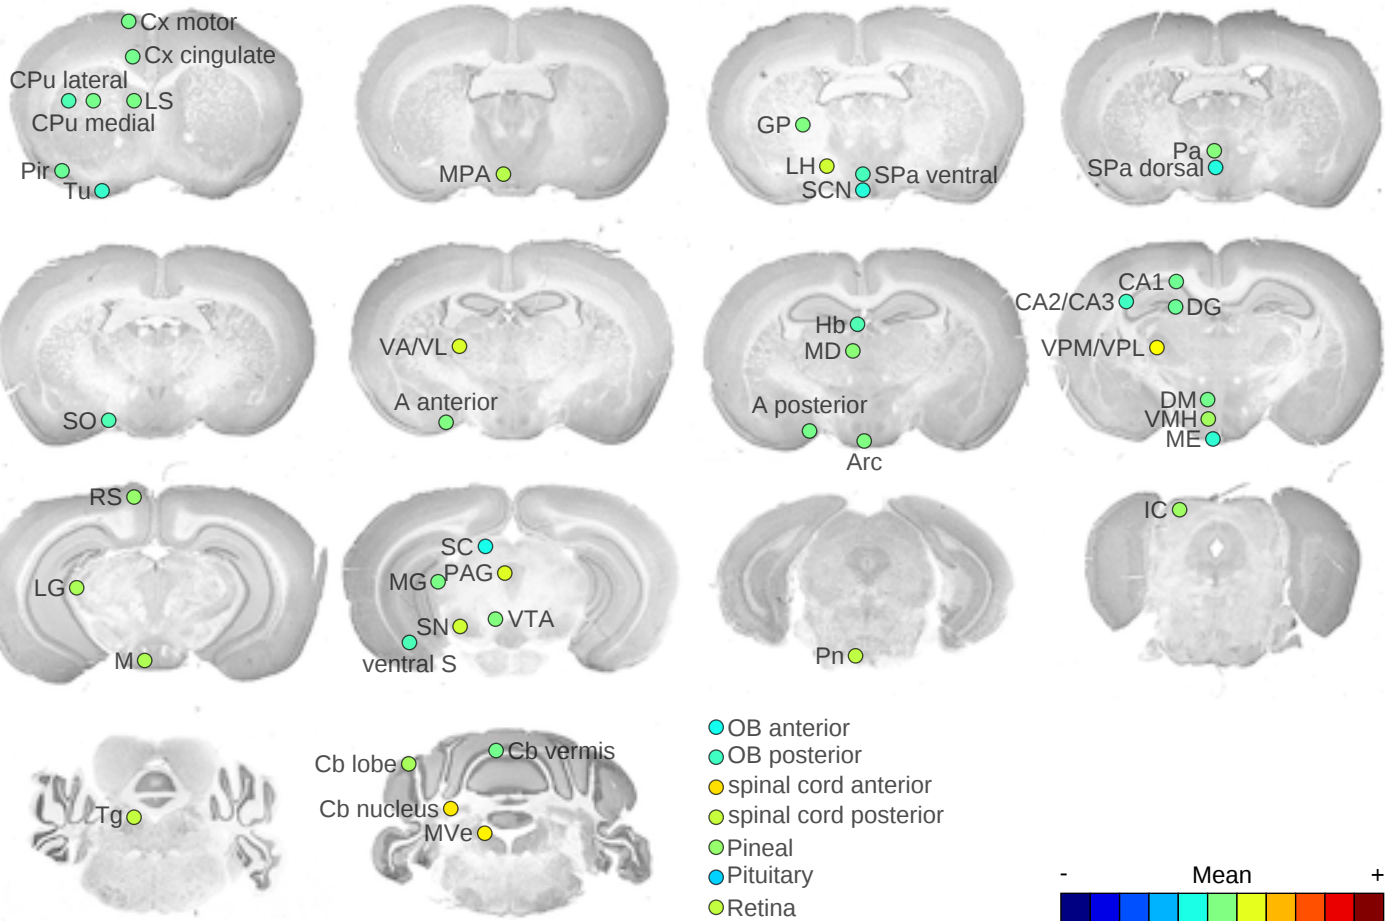 Cx motor
Cx cingulate
CPu lateral
LS
CPu medial
Pir
Tu
MPA
GP
LH
SPa ventral
SCN
Pa
SPa dorsal
SO
VA/VL
A anterior
Hb
MD
A posterior
Arc
CA1
CA2/CA3
DG
VPM/VPL
DM
VMH
ME
RS
LG
M
SC
MG
PAG
SN
VTA
ventral S
Pn
IC
Tg
Cb lobe
Cb vermis
Cb nucleus
MVe
OB anterior
OB posterior
spinal cord anterior
spinal cord posterior
Pineal
Pituitary
Retina
- Mean +